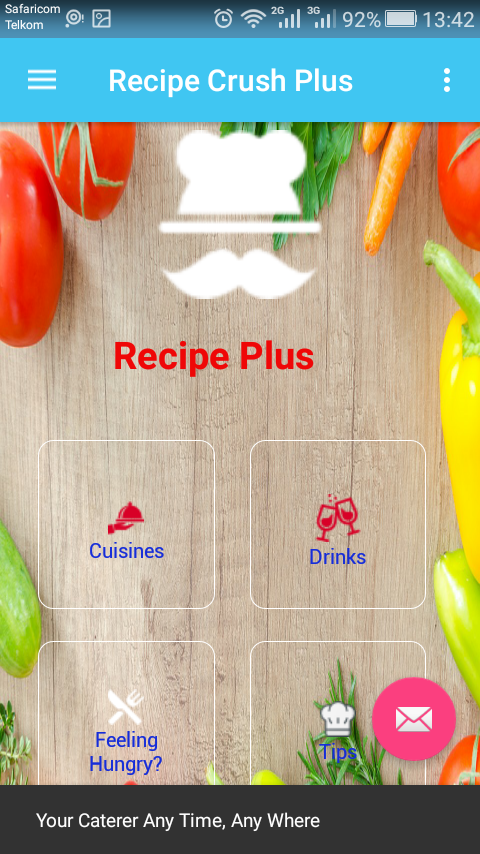 Safaricom
Telkom
2G
3G
92%
13:42
Recipe Crush Plus
Recipe Plus
Cuisines
Drinks
Feeling
Hungry?
Tips
Your Caterer Any Time, Any Where